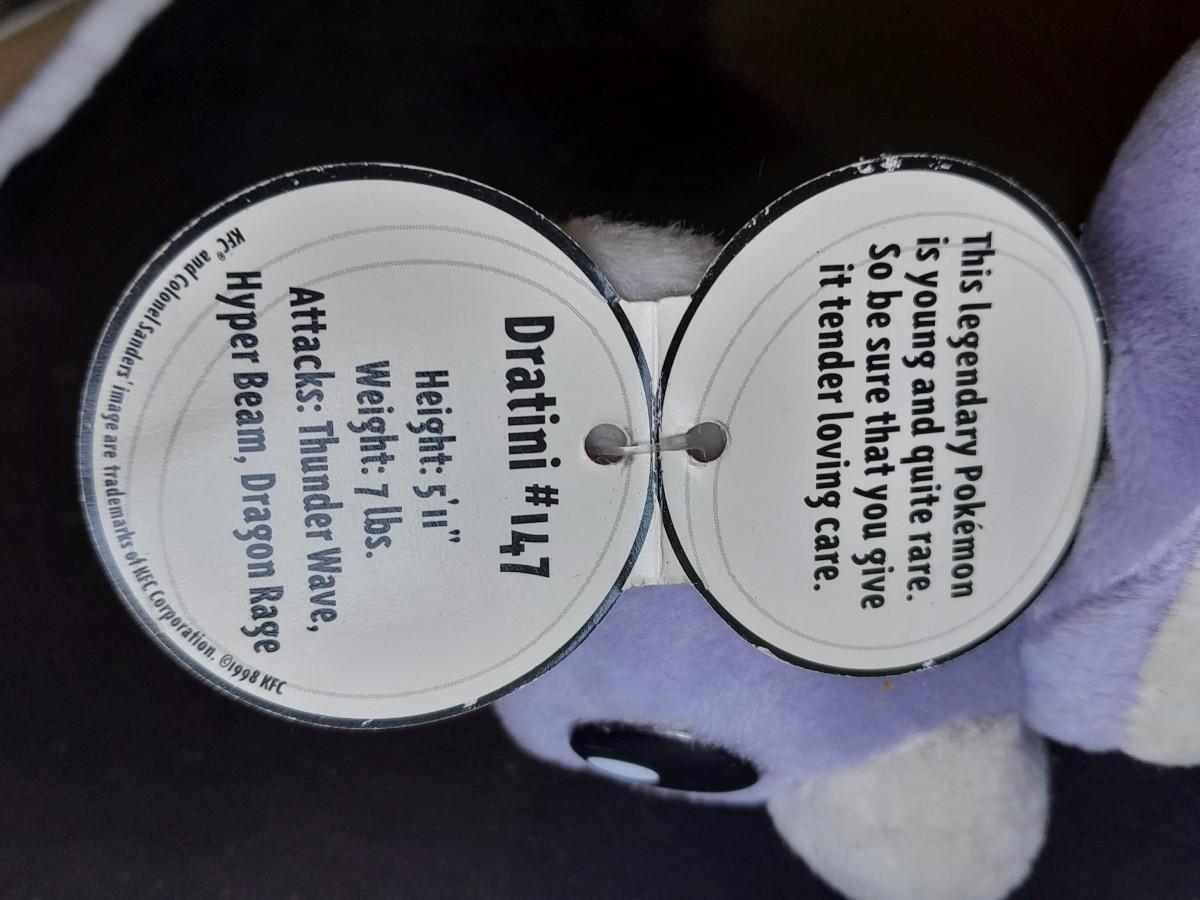 This legendary Pokémon
is young and quite rare.
So be sure that you give
it tender loving care.
Dratini #147
Height: 5'11"
Weight: 7 lbs.
Attacks: Thunder Wave,
Hyper Beam, Dragon Rage
KFC® and Colonel Sanders' image are trademarks of KFC Corporation. ©1998 KFC